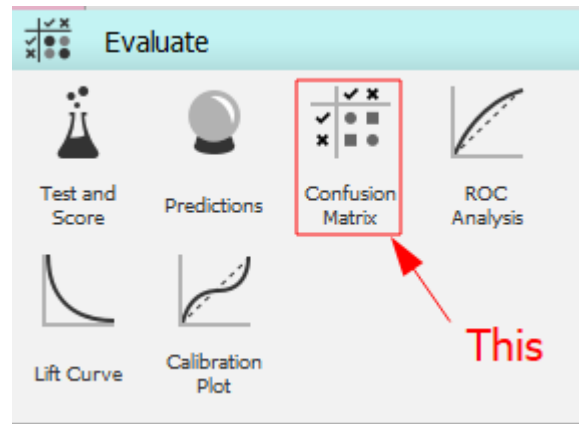 Evaluate
Test and
Score
Predictions
Confusion
Matrix
ROC
Analysis
Lift Curve
Calibration
Plot
This